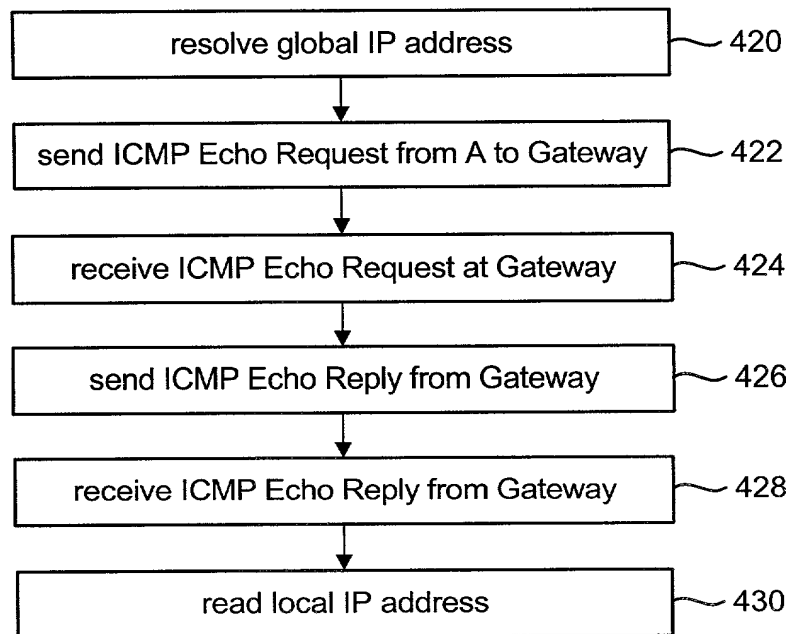 resolve global IP address 420
send ICMP Echo Request from A to Gateway 422
receive ICMP Echo Request at Gateway 424
send ICMP Echo Reply from Gateway 426
receive ICMP Echo Reply from Gateway 428
read local IP address 430